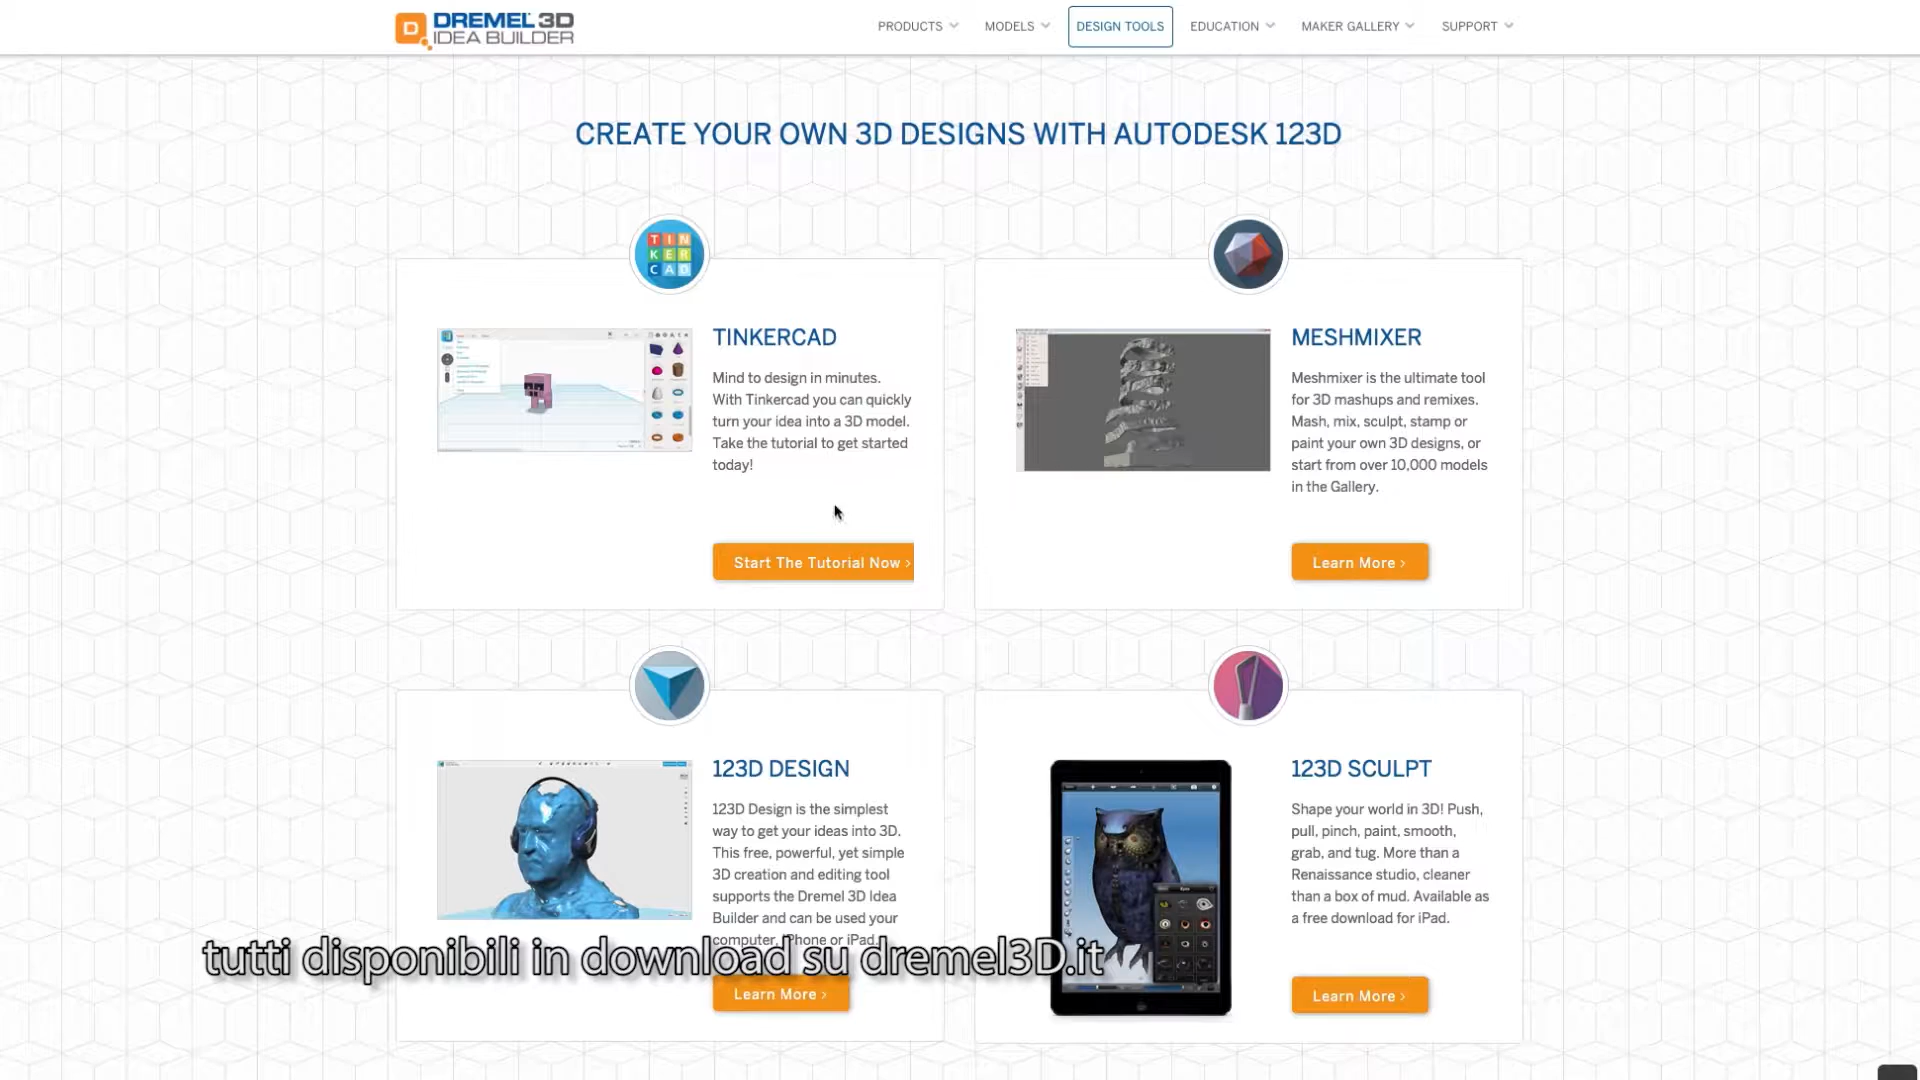 DREMEL 3D
IDEA BUILDER
PRODUCTS
MODELS
DESIGN TOOLS
EDUCATION
MAKER GALLERY
SUPPORT
CREATE YOUR OWN 3D DESIGNS WITH AUTODESK 123D
TIN
KER
CAD
TINKERCAD
Mind to design in minutes.
With Tinkercad you can quickly
turn your idea into a 3D model.
Take the tutorial to get started
today!
Start The Tutorial Now ›
MESHMIXER
Meshmixer is the ultimate tool
for 3D mashups and remixes.
Mash, mix, sculpt, stamp or
paint your own 3D designs, or
start from over 10,000 models
in the Gallery.
Learn More ›
123D DESIGN
123D Design is the simplest
way to get your ideas into 3D.
This free, powerful, yet simple
3D creation and editing tool
supports the Dremel 3D Idea
Builder and can be used your
computer, iPhone or iPad.
Learn More ›
123D SCULPT
Shape your world in 3D! Push,
pull, pinch, paint, smooth,
grab, and tug. More than a
Renaissance studio, cleaner
than a box of mud. Available as
a free download for iPad.
Learn More ›
tutti disponibili in download su dremel3D.it